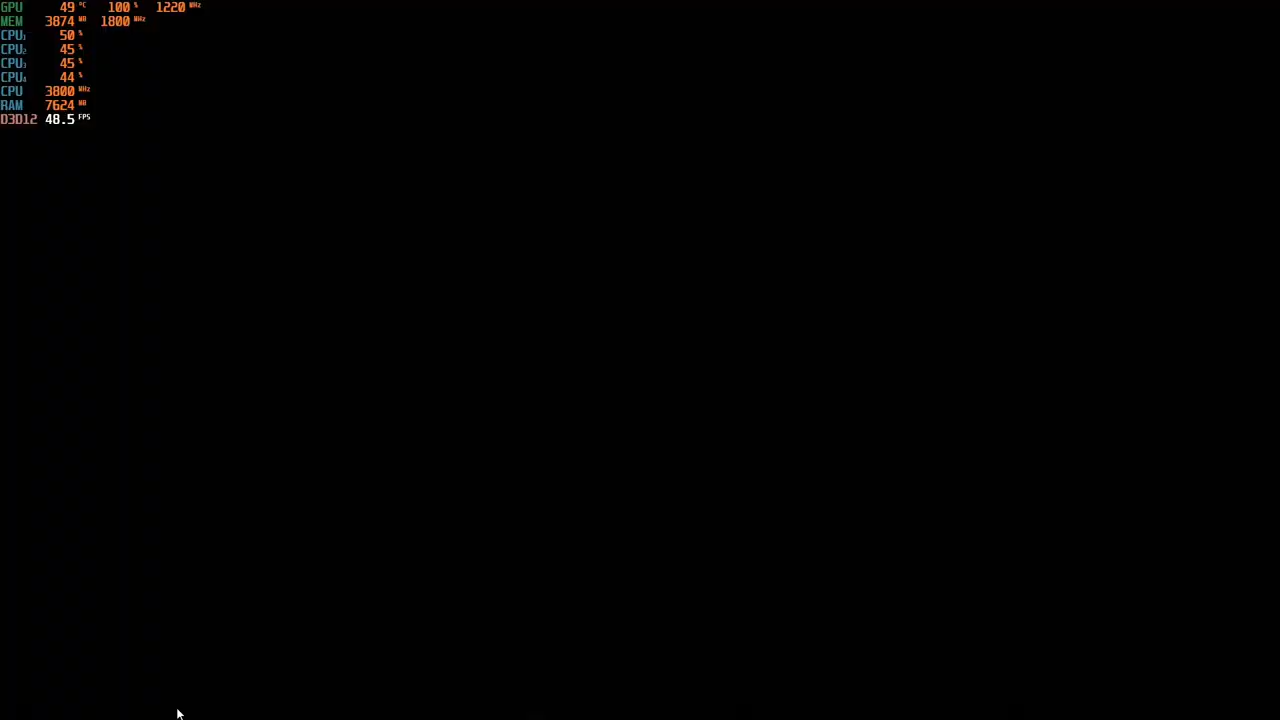 GPU 49 °C 100 % 1220 MHz
MEM 3874 MB 1800 MHz
CPU1 50 %
CPU2 45 %
CPU3 45 %
CPU4 44 %
CPU 3800 MHz
RAM 7624 MB
D3D12 48.5 FPS